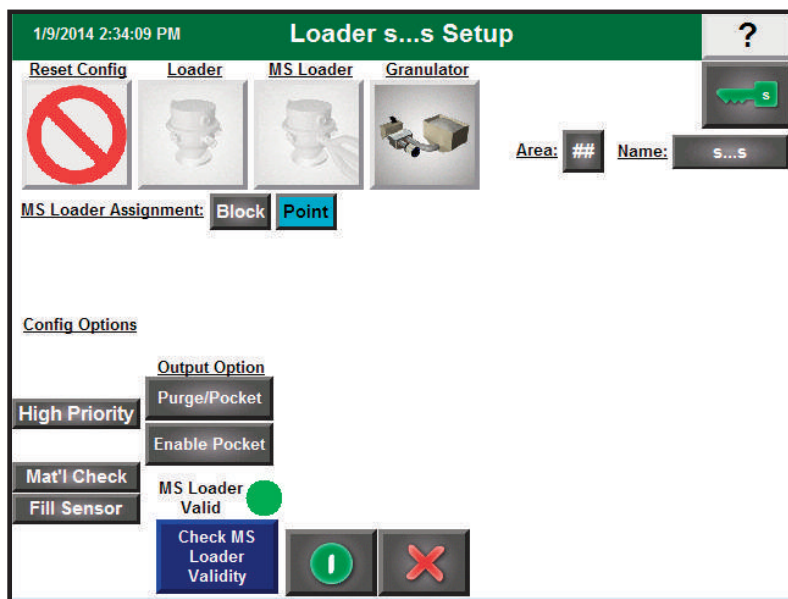 1/9/2014 2:34:09 PM
Loader s...s Setup
?
Reset Config
Loader
MS Loader
Granulator
s
Area:
##
Name:
s...s
MS Loader Assignment:
Block
Point
Config Options
Output Option
Purge/Pocket
High Priority
Enable Pocket
Mat'l Check
MS Loader
Valid
Fill Sensor
Check MS
Loader
Validity